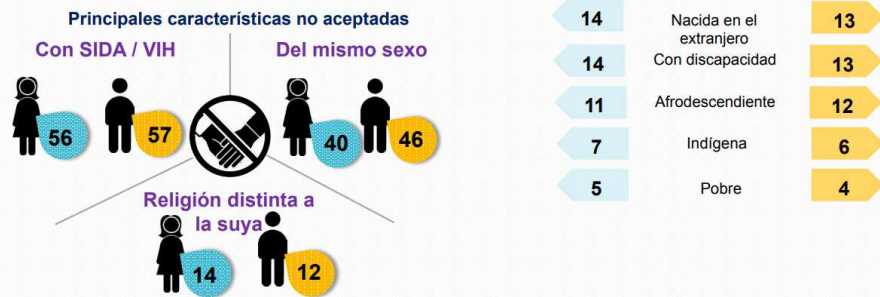 Principales características no aceptadas
Con SIDA / VIH
Del mismo sexo
56
57
40
46
Religión distinta a
la suya
14
12
14
Nacida en el
extranjero
13
14
Con discapacidad
13
11
Afrodescendiente
12
7
Indígena
6
5
Pobre
4